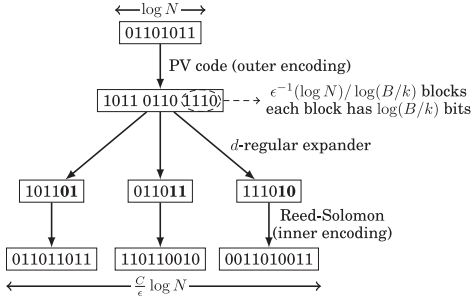 log N
01101011
PV code (outer encoding)
1011 0110 1110
ϵ⁻¹(log N)/ log(B/k) blocks
each block has log(B/k) bits
d-regular expander
101101
011011
111010
Reed-Solomon
(inner encoding)
011011011
110110010
0011010011
C/ϵ log N